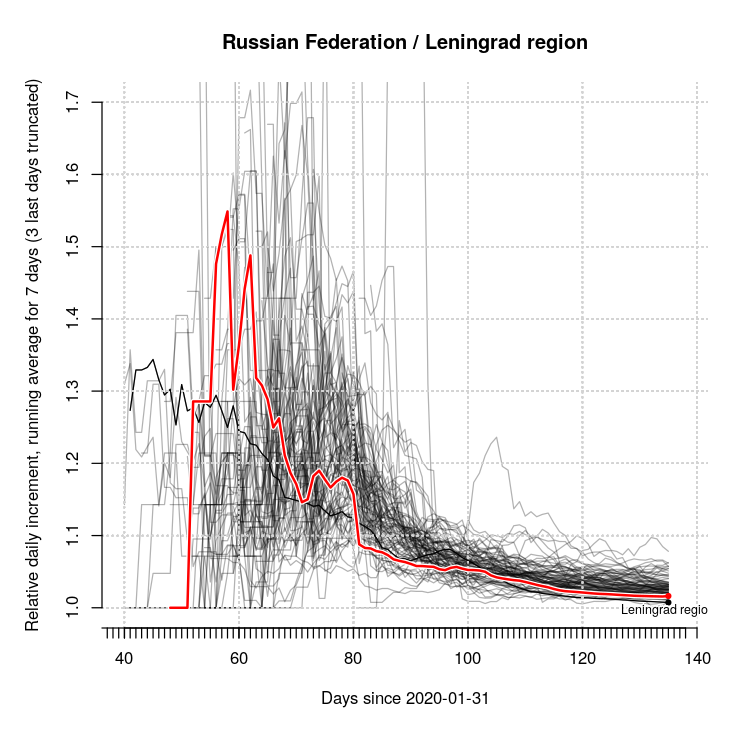 Russian Federation / Leningrad region
Relative daily increment, running average for 7 days (3 last days truncated)
1.7
1.6
1.5
1.4
1.3
1.2
1.1
1.0
Leningrad regio
40 60 80 100 120 140
Days since 2020-01-31